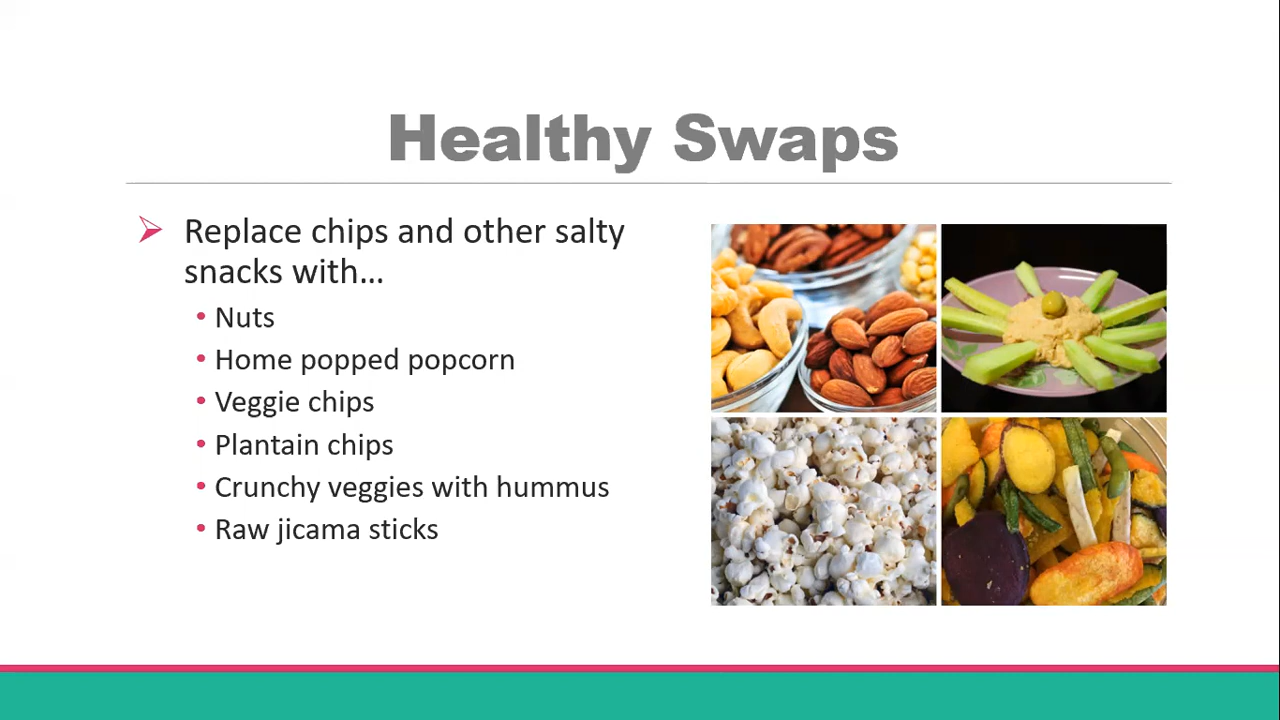 Healthy Swaps
Replace chips and other salty
snacks with…
Nuts
Home popped popcorn
Veggie chips
Plantain chips
Crunchy veggies with hummus
Raw jicama sticks